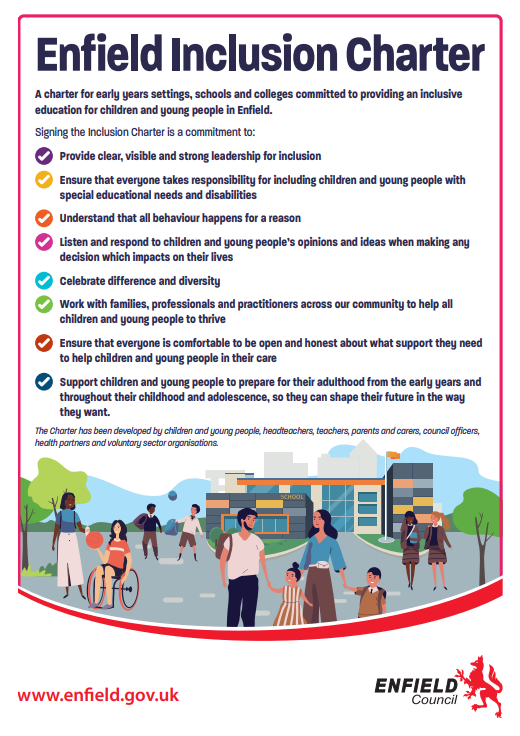 Enfield Inclusion Charter
A charter for early years settings, schools and colleges committed to providing an inclusive
education for children and young people in Enfield.
Signing the Inclusion Charter is a commitment to:
Provide clear, visible and strong leadership for inclusion
Ensure that everyone takes responsibility for including children and young people with
special educational needs and disabilities
Understand that all behaviour happens for a reason
Listen and respond to children and young people's opinions and ideas when making any
decision which impacts on their lives
Celebrate difference and diversity
Work with families, professionals and practitioners across our community to help all
children and young people to thrive
Ensure that everyone is comfortable to be open and honest about what support they need
to help children and young people in their care
Support children and young people to prepare for their adulthood from the early years and
throughout their childhood and adolescence, so they can shape their future in the way
they want.
The Charter has been developed by children and young people, headteachers, teachers, parents and carers, council officers,
health partners and voluntary sector organisations.
SCHOOL
www.enfield.gov.uk
ENFIELD
Council